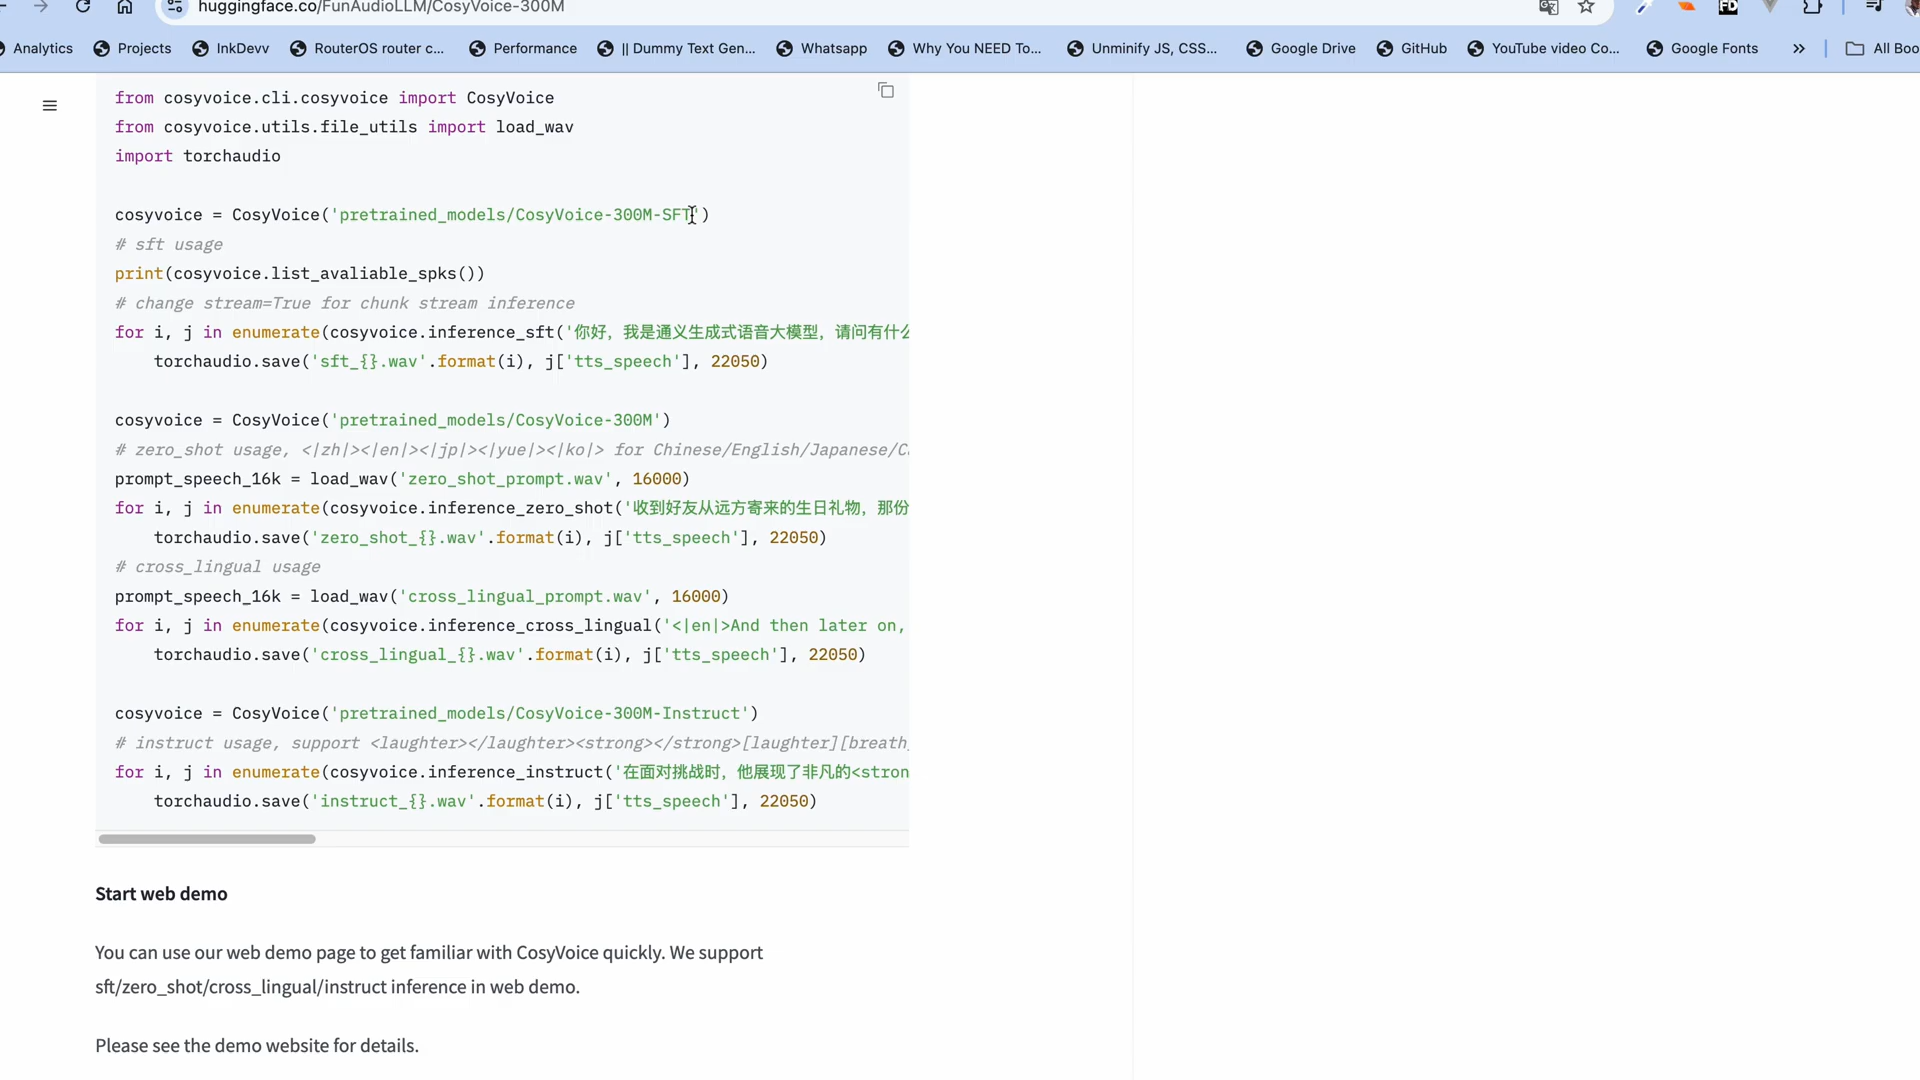 huggingface.co/FunAudioLLM/CosyVoice-300M
Analytics Projects InkDevv RouterOS router c... Performance || Dummy Text Gen... Whatsapp Why You NEED To... Unminify JS, CSS... Google Drive GitHub YouTube video Co... Google Fonts » All Boo
from cosyvoice.cli.cosyvoice import CosyVoice
from cosyvoice.utils.file_utils import load_wav
import torchaudio
cosyvoice = CosyVoice('pretrained_models/CosyVoice-300M-SFT')
# sft usage
print(cosyvoice.list_avaliable_spks())
# change stream=True for chunk stream inference
for i, j in enumerate(cosyvoice.inference_sft('你好，我是通义生成式语音大模型，请问有什么
torchaudio.save('sft_{}.wav'.format(i), j['tts_speech'], 22050)
cosyvoice = CosyVoice('pretrained_models/CosyVoice-300M')
# zero_shot usage, <|zh|><|en|><|jp|><|yue|><|ko|> for Chinese/English/Japanese/C
prompt_speech_16k = load_wav('zero_shot_prompt.wav', 16000)
for i, j in enumerate(cosyvoice.inference_zero_shot('收到好友从远方寄来的生日礼物，那份
torchaudio.save('zero_shot_{}.wav'.format(i), j['tts_speech'], 22050)
# cross_lingual usage
prompt_speech_16k = load_wav('cross_lingual_prompt.wav', 16000)
for i, j in enumerate(cosyvoice.inference_cross_lingual('<|en|>And then later on,
torchaudio.save('cross_lingual_{}.wav'.format(i), j['tts_speech'], 22050)
cosyvoice = CosyVoice('pretrained_models/CosyVoice-300M-Instruct')
# instruct usage, support <laughter></laughter><strong></strong>[laughter][breath
for i, j in enumerate(cosyvoice.inference_instruct('在面对挑战时，他展现了非凡的<stron
torchaudio.save('instruct_{}.wav'.format(i), j['tts_speech'], 22050)
Start web demo
You can use our web demo page to get familiar with CosyVoice quickly. We support
sft/zero_shot/cross_lingual/instruct inference in web demo.
Please see the demo website for details.